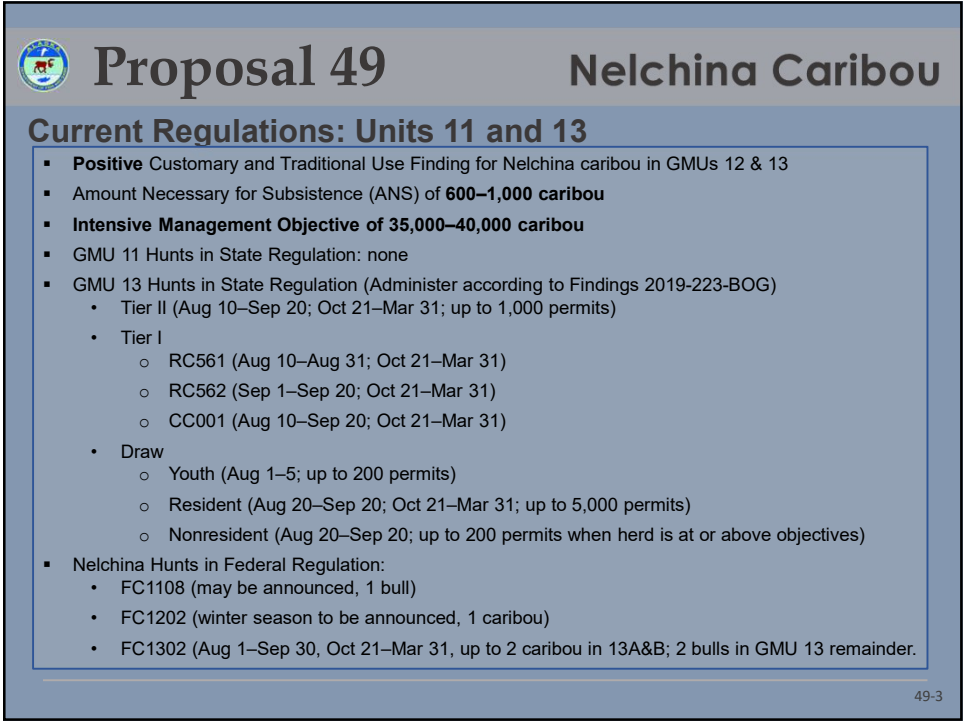 Proposal 49
Nelchina Caribou
Current Regulations: Units 11 and 13
▪ Positive Customary and Traditional Use Finding for Nelchina caribou in GMUs 12 & 13
▪ Amount Necessary for Subsistence (ANS) of 600–1,000 caribou
▪ Intensive Management Objective of 35,000–40,000 caribou
▪ GMU 11 Hunts in State Regulation: none
▪ GMU 13 Hunts in State Regulation (Administer according to Findings 2019-223-BOG)
• Tier II (Aug 10–Sep 20; Oct 21–Mar 31; up to 1,000 permits)
• Tier I
o RC561 (Aug 10–Aug 31; Oct 21–Mar 31)
o RC562 (Sep 1–Sep 20; Oct 21–Mar 31)
o CC001 (Aug 10–Sep 20; Oct 21–Mar 31)
• Draw
o Youth (Aug 1–5; up to 200 permits)
o Resident (Aug 20–Sep 20; Oct 21–Mar 31; up to 5,000 permits)
o Nonresident (Aug 20–Sep 20; up to 200 permits when herd is at or above objectives)
▪ Nelchina Hunts in Federal Regulation:
• FC1108 (may be announced, 1 bull)
• FC1202 (winter season to be announced, 1 caribou)
• FC1302 (Aug 1–Sep 30, Oct 21–Mar 31, up to 2 caribou in 13A&B; 2 bulls in GMU 13 remainder.
49-3